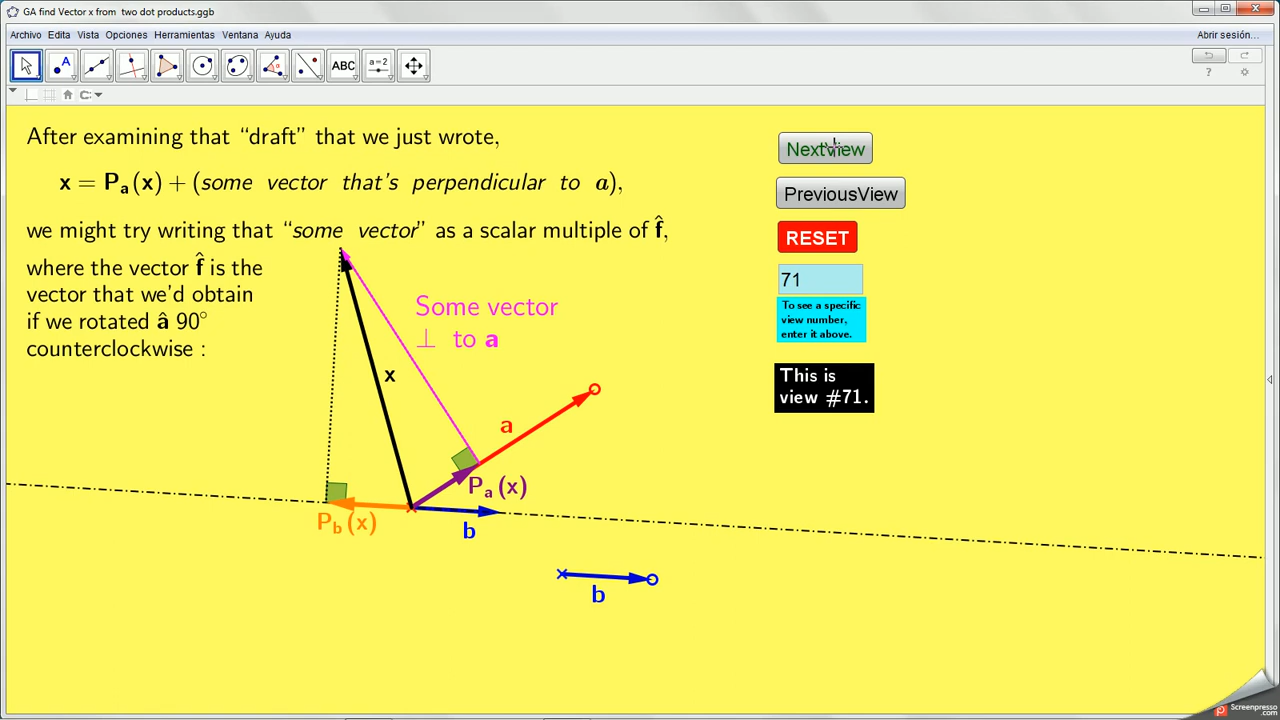 GA find Vector x from two dot products.ggb
Archivo Edita Vista Opciones Herramientas Ventana Ayuda
Abrir sesión...
ABC
a=2
After examining that “draft” that we just wrote,
x = Pₐ(x) + (some vector that's perpendicular to a),
we might try writing that “some vector” as a scalar multiple of f̂,
where the vector f̂ is the
vector that we'd obtain
if we rotated â 90°
counterclockwise :
Some vector
⊥ to a
x
a
Pₐ(x)
P_b(x)
b
b
NextView
PreviousView
RESET
71
To see a specific
view number,
enter it above.
This is
view #71.
Screenpresso
.com